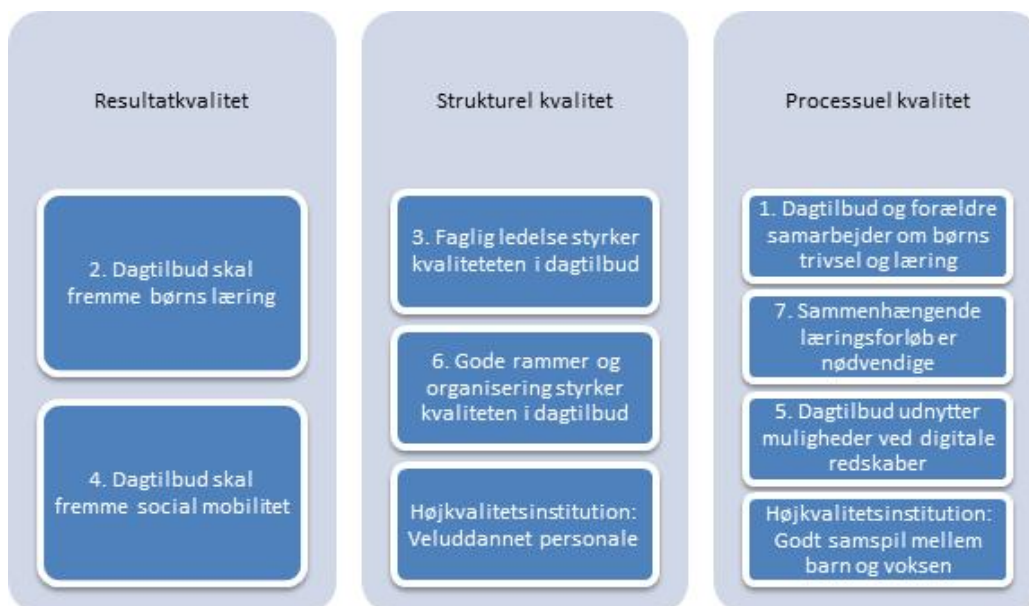 Resultatkvalitet
2. Dagtilbud skal
fremme børns læring
4. Dagtilbud skal
fremme social mobilitet
Strukturel kvalitet
3. Faglig ledelse styrker
kvaliteteten i dagtilbud
6. Gode rammer og
organisering styrker
kvaliteten i dagtilbud
Højkvalitetsinstitution:
Veluddannet personale
Processuel kvalitet
1. Dagtilbud og forældre
samarbejder om børns
trivsel og læring
7. Sammenhængende
læringsforløb er
nødvendige
5. Dagtilbud udnytter
muligheder ved digitale
redskaber
Højkvalitetsinstitution:
Godt samspil mellem
barn og voksen